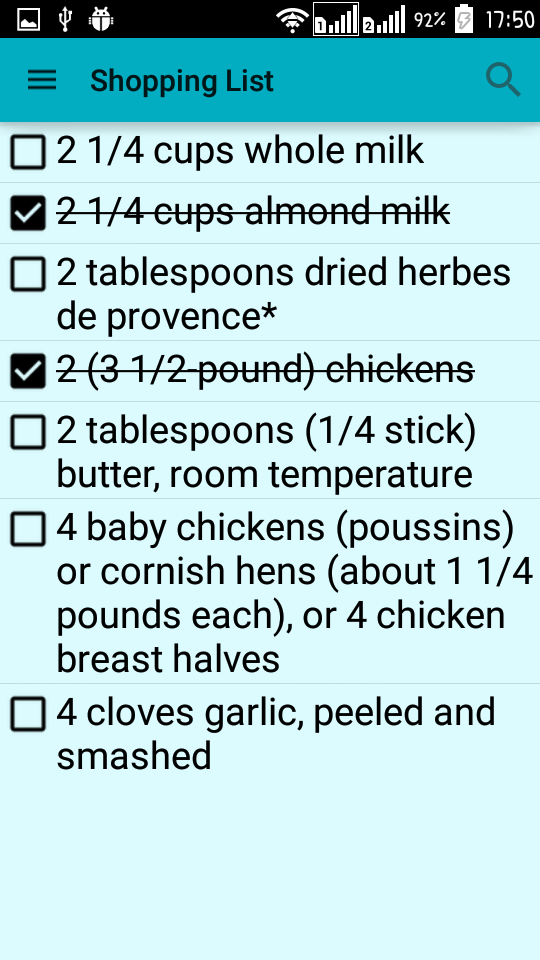 1 2 92% 17:50
Shopping List
2 1/4 cups whole milk
2 1/4 cups almond milk
2 tablespoons dried herbes
de provence*
2 (3 1/2-pound) chickens
2 tablespoons (1/4 stick)
butter, room temperature
4 baby chickens (poussins)
or cornish hens (about 1 1/4
pounds each), or 4 chicken
breast halves
4 cloves garlic, peeled and
smashed